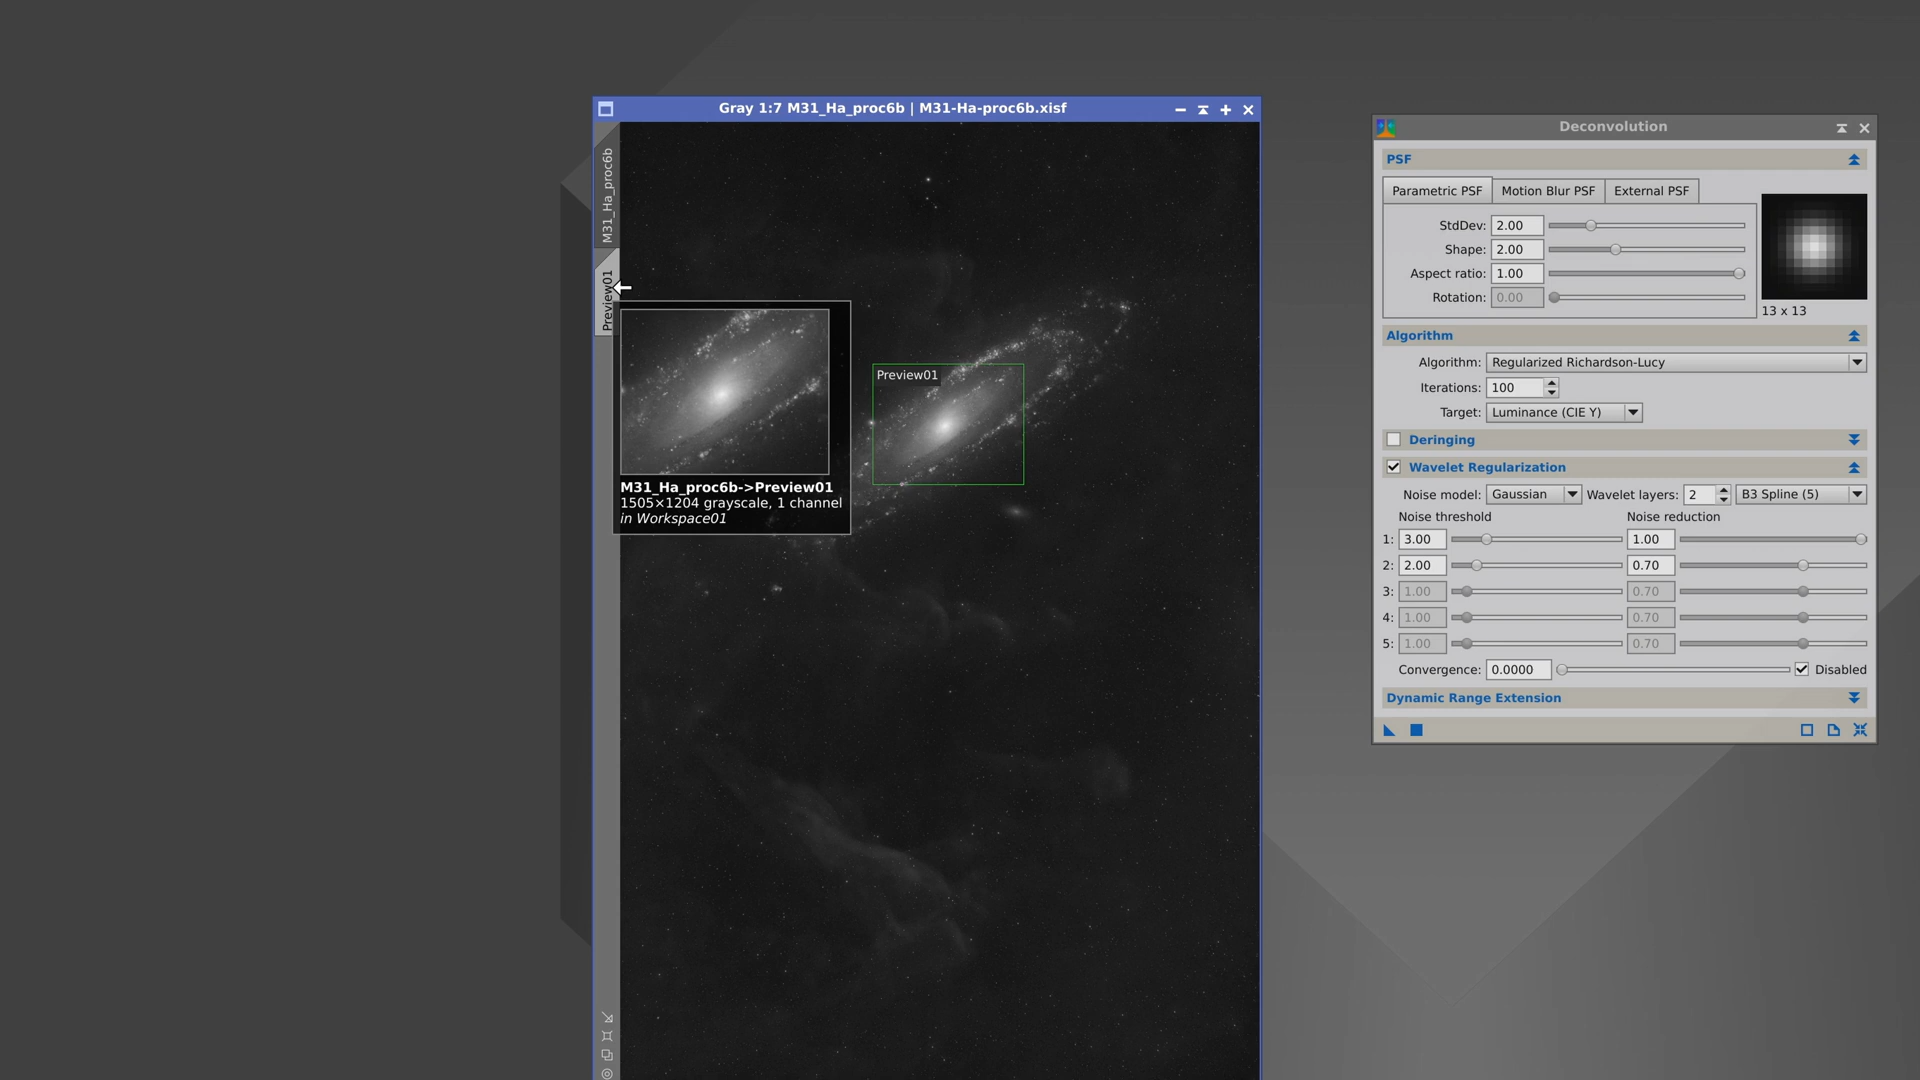 Gray 1:7 M31_Ha_proc6b | M31-Ha-proc6b.xisf
M31_Ha_proc6b
Preview01
Preview01
M31_Ha_proc6b->Preview01
1505×1204 grayscale, 1 channel
in Workspace01
Deconvolution
PSF
Parametric PSF Motion Blur PSF External PSF
StdDev: 2.00
Shape: 2.00
Aspect ratio: 1.00
Rotation: 0.00
13 x 13
Algorithm
Algorithm: Regularized Richardson-Lucy
Iterations: 100
Target: Luminance (CIE Y)
Deringing
Wavelet Regularization
Noise model: Gaussian Wavelet layers: 2 B3 Spline (5)
Noise threshold Noise reduction
1: 3.00 1.00
2: 2.00 0.70
3: 1.00 0.70
4: 1.00 0.70
5: 1.00 0.70
Convergence: 0.0000 Disabled
Dynamic Range Extension